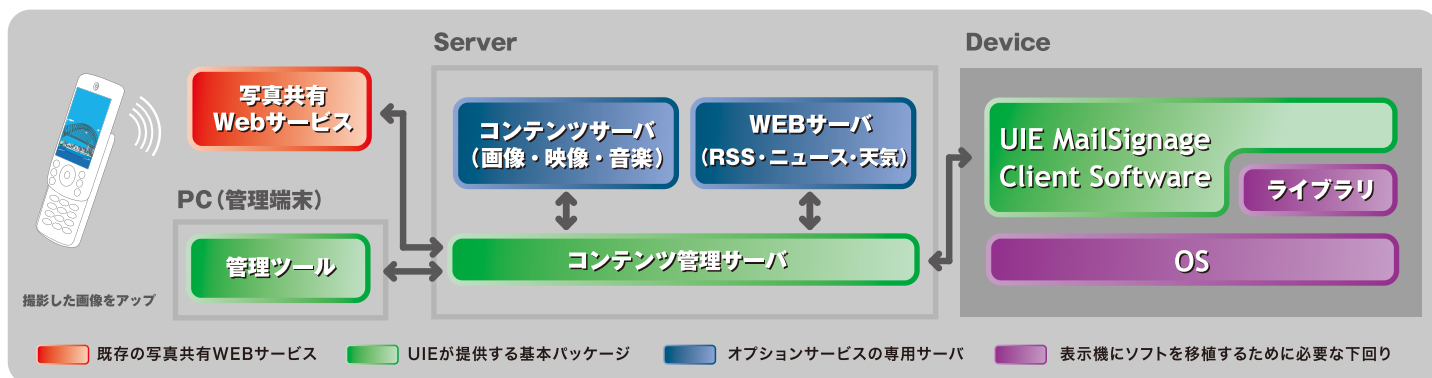 Server
Device
写真共有
Webサービス
コンテンツサーバ
(画像・映像・音楽)
WEBサーバ
(RSS・ニュース・天気)
UIE MailSignage
Client Software
ライブラリ
PC(管理端末)
管理ツール
コンテンツ管理サーバ
OS
撮影した画像をアップ
既存の写真共有WEBサービス
UIEが提供する基本パッケージ
オプションサービスの専用サーバ
表示機にソフトを移植するために必要な下回り